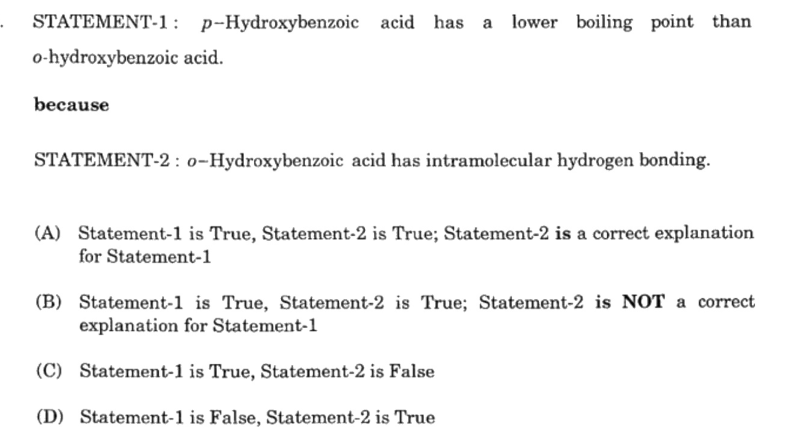 . STATEMENT-1 : p–Hydroxybenzoic acid has a lower boiling point than
o-hydroxybenzoic acid.
because
STATEMENT-2 : o–Hydroxybenzoic acid has intramolecular hydrogen bonding.
(A) Statement-1 is True, Statement-2 is True; Statement-2 is a correct explanation
for Statement-1
(B) Statement-1 is True, Statement-2 is True; Statement-2 is NOT a correct
explanation for Statement-1
(C) Statement-1 is True, Statement-2 is False
(D) Statement-1 is False, Statement-2 is True